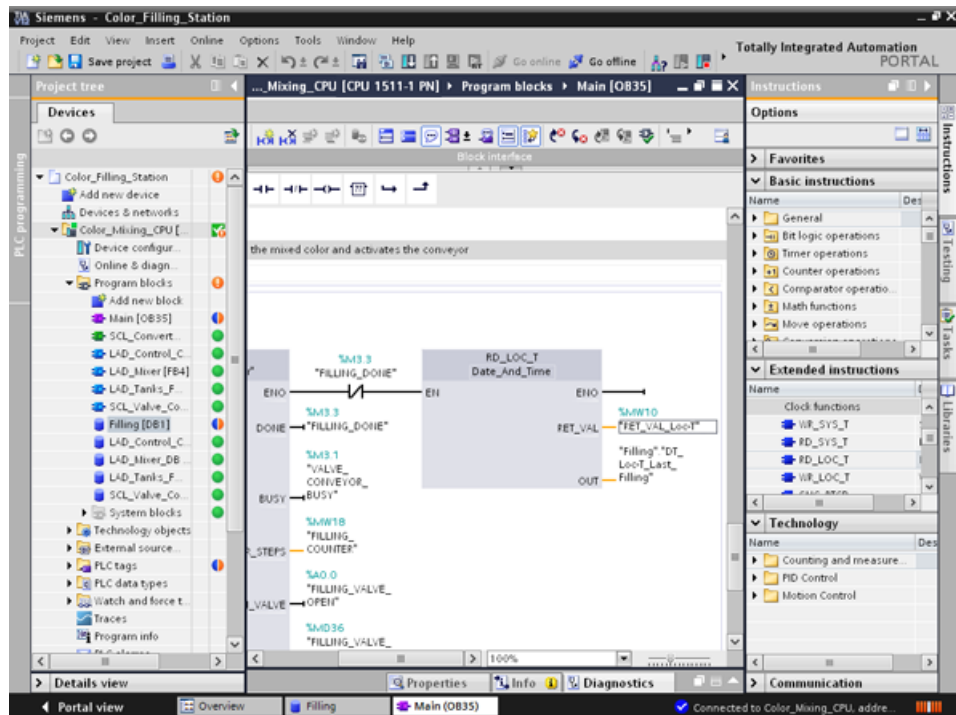 Siemens - Color_Filling_Station
Project Edit View Insert Online Options Tools Window Help
Totally Integrated Automation
PORTAL
Save project
Go online
Go offline
Project tree
..._Mixing_CPU [CPU 1511-1 PN] Program blocks Main [OB35]
Instructions
Devices
Options
Block interface
PLC programming
Color_Filling_Station
Add new device
Devices & networks
Color_Mixing_CPU [...
Device configur...
Online & diagn...
Program blocks
Add new block
Main [OB35]
SCL_Convert...
LAD_Control_C...
LAD_Mixer [FB4]
LAD_Tanks_F...
SCL_Valve_Co...
Filling [DB1]
LAD_Control_C...
LAD_Mixer_DB...
LAD_Tanks_F...
SCL_Valve_Co...
System blocks
Technology objects
External source...
PLC tags
PLC data types
Watch and force t...
Traces
Program info
Details view
the mixed color and activates the conveyor
%M3.3
"FILLING_DONE"
RD_LOC_T
Date_And_Time
ENO
EN
ENO
%M3.3
DONE "FILLING_DONE"
%MW10
RET_VAL "RET_VAL_Loc-T"
%M3.1
"VALVE_
CONVEYOR_
BUSY BUSY"
"Filling"."DT_
Loc-T_Last_
OUT Filling"
%MW18
"FILLING_
_STEPS COUNTER"
%A0.0
"FILLING_VALVE_
_VALVE OPEN"
%MD36
"FILLING_VALVE_
100%
Properties
Info
Diagnostics
Favorites
Basic instructions
Name Des
General
Bit logic operations
Timer operations
Counter operations
Comparator operatio...
Math functions
Move operations
Extended instructions
Name
Clock functions
WR_SYS_T
RD_SYS_T
RD_LOC_T
WR_LOC_T
Technology
Name Des
Counting and measure...
PID Control
Motion Control
Communication
Instructions
Testing
Tasks
Libraries
Portal view
Overview
Filling
Main (OB35)
Connected to Color_Mixing_CPU, addre...